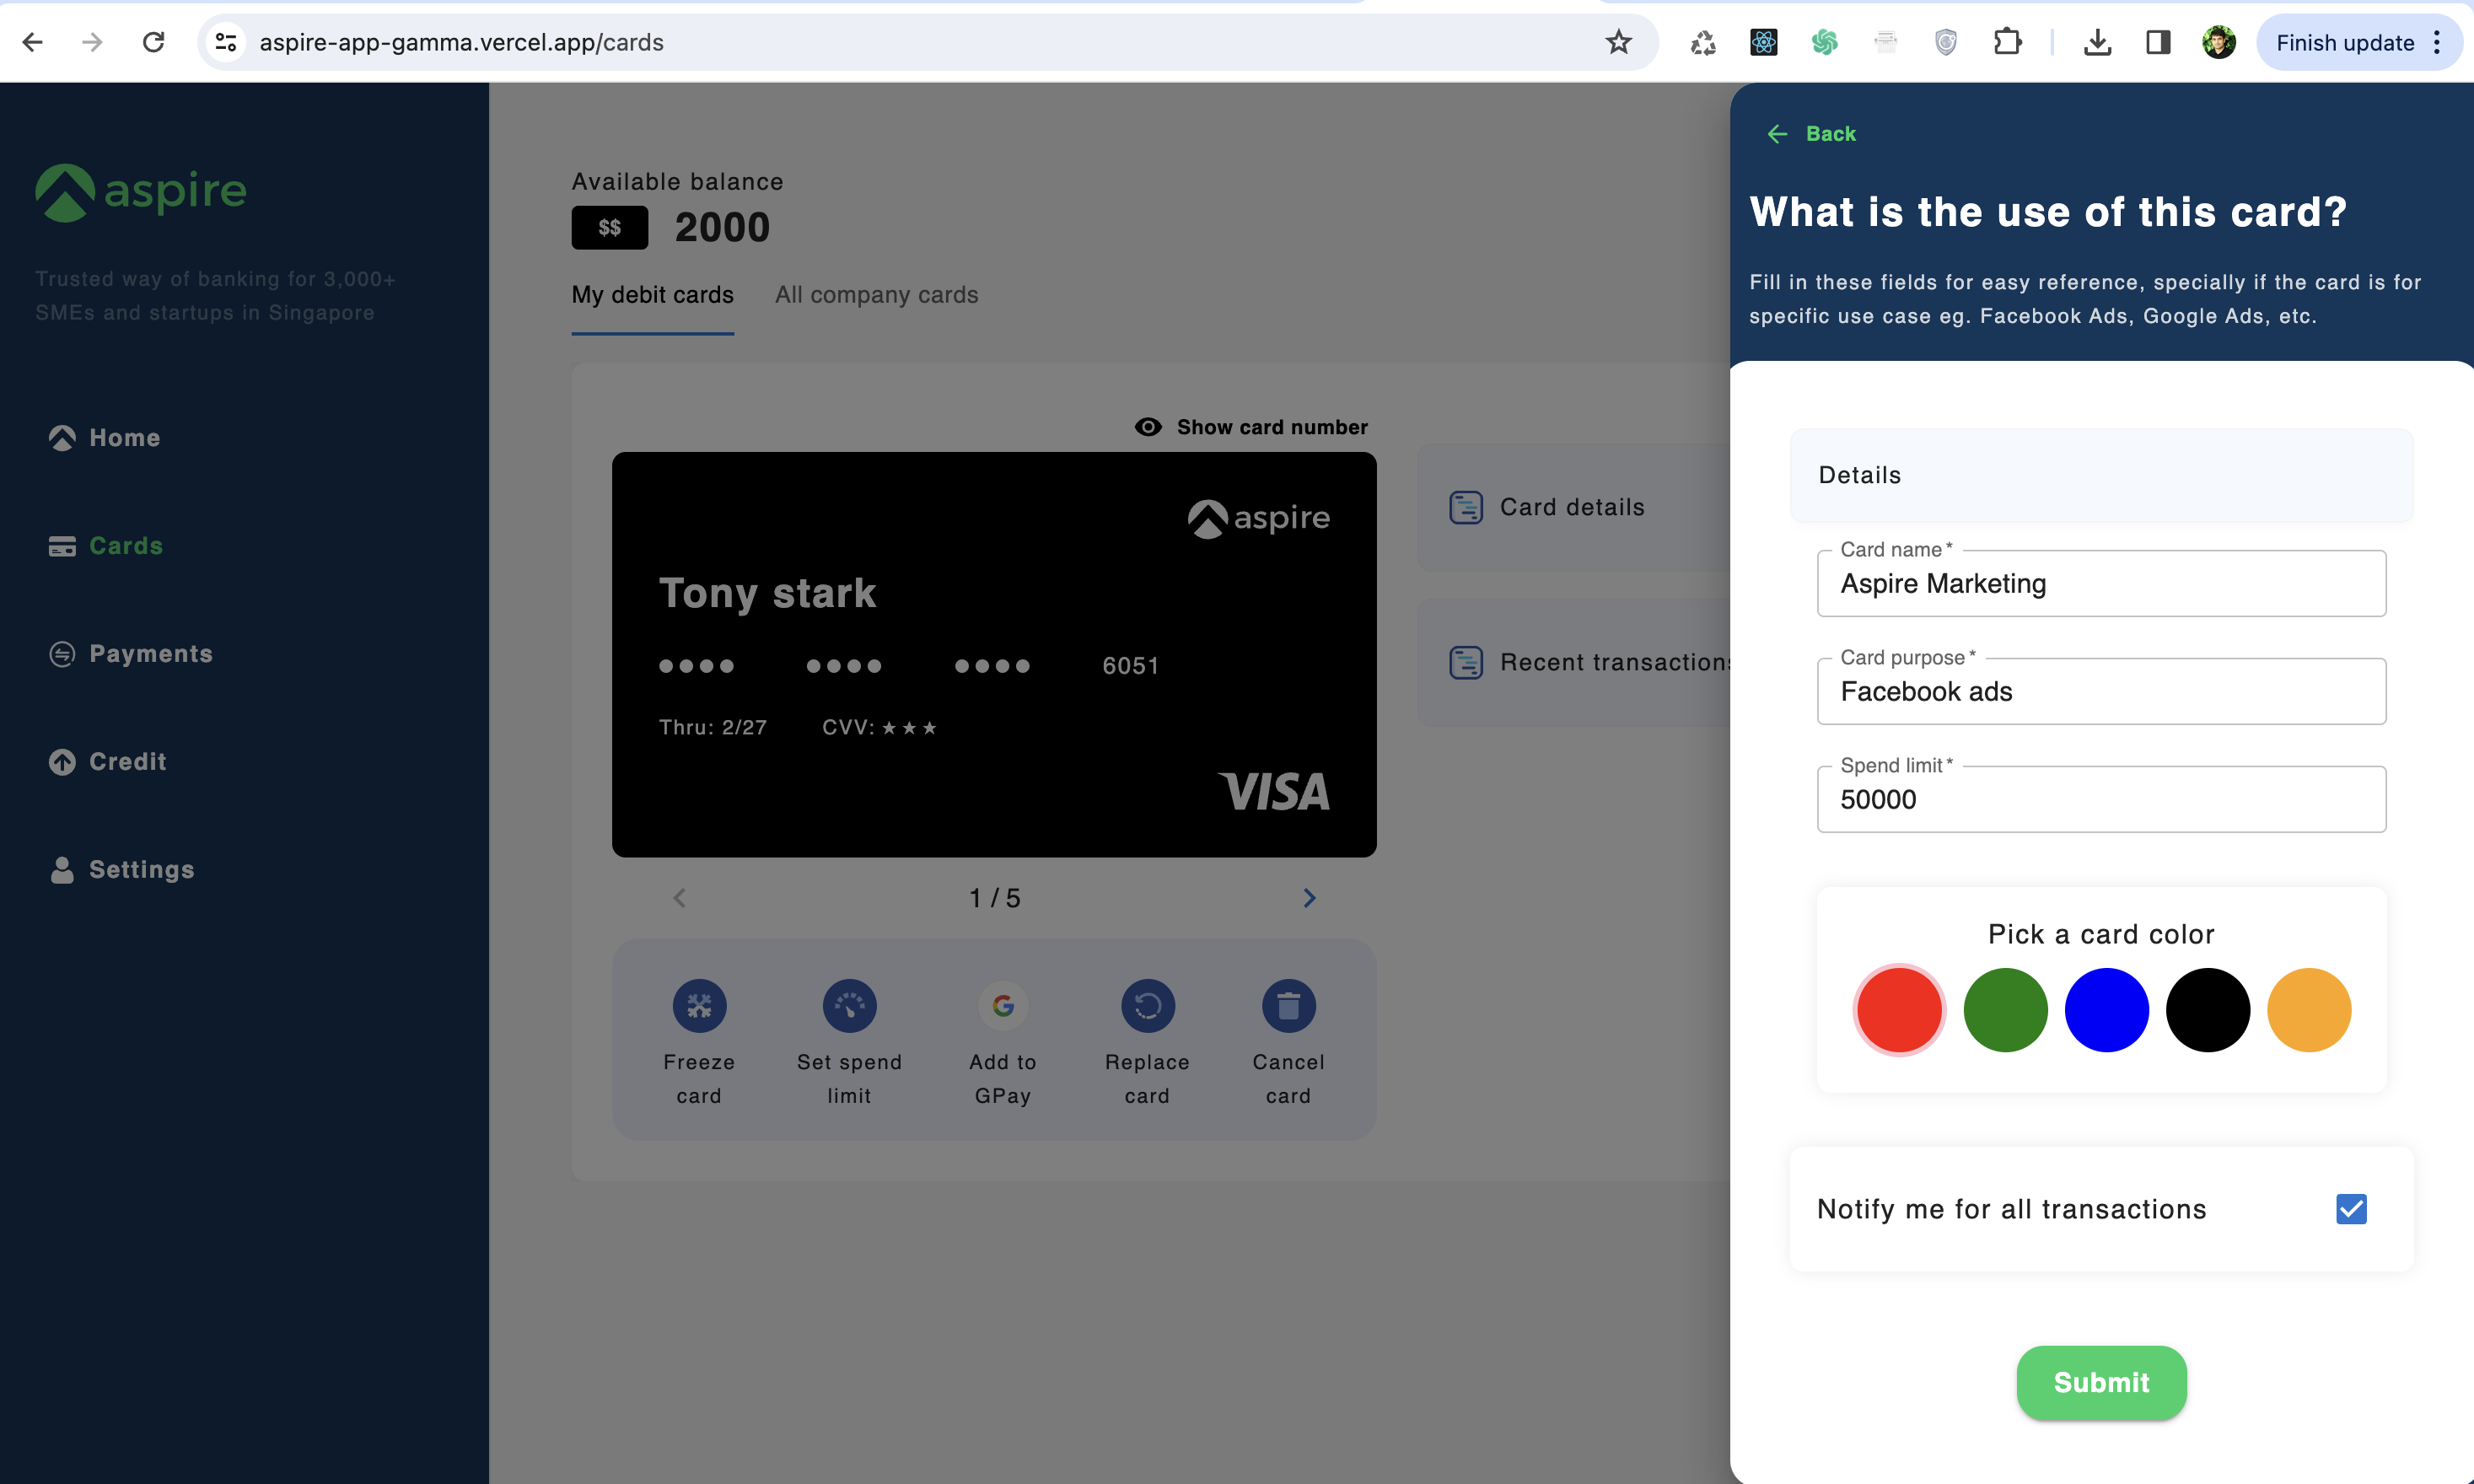 aspire-app-gamma.vercel.app/cards
Finish update
aspire
Trusted way of banking for 3,000+
SMEs and startups in Singapore
Home
Cards
Payments
Credit
Settings
Available balance
$$ 2000
My debit cards All company cards
Show card number
aspire
Tony stark
6051
Thru: 2/27 CVV: ★★★
VISA
1 / 5
Freeze
card
Set spend
limit
Add to
GPay
Replace
card
Cancel
card
Card details
Recent transactions
Back
What is the use of this card?
Fill in these fields for easy reference, specially if the card is for
specific use case eg. Facebook Ads, Google Ads, etc.
Details
Card name *
Aspire Marketing
Card purpose *
Facebook ads
Spend limit *
50000
Pick a card color
Notify me for all transactions
Submit